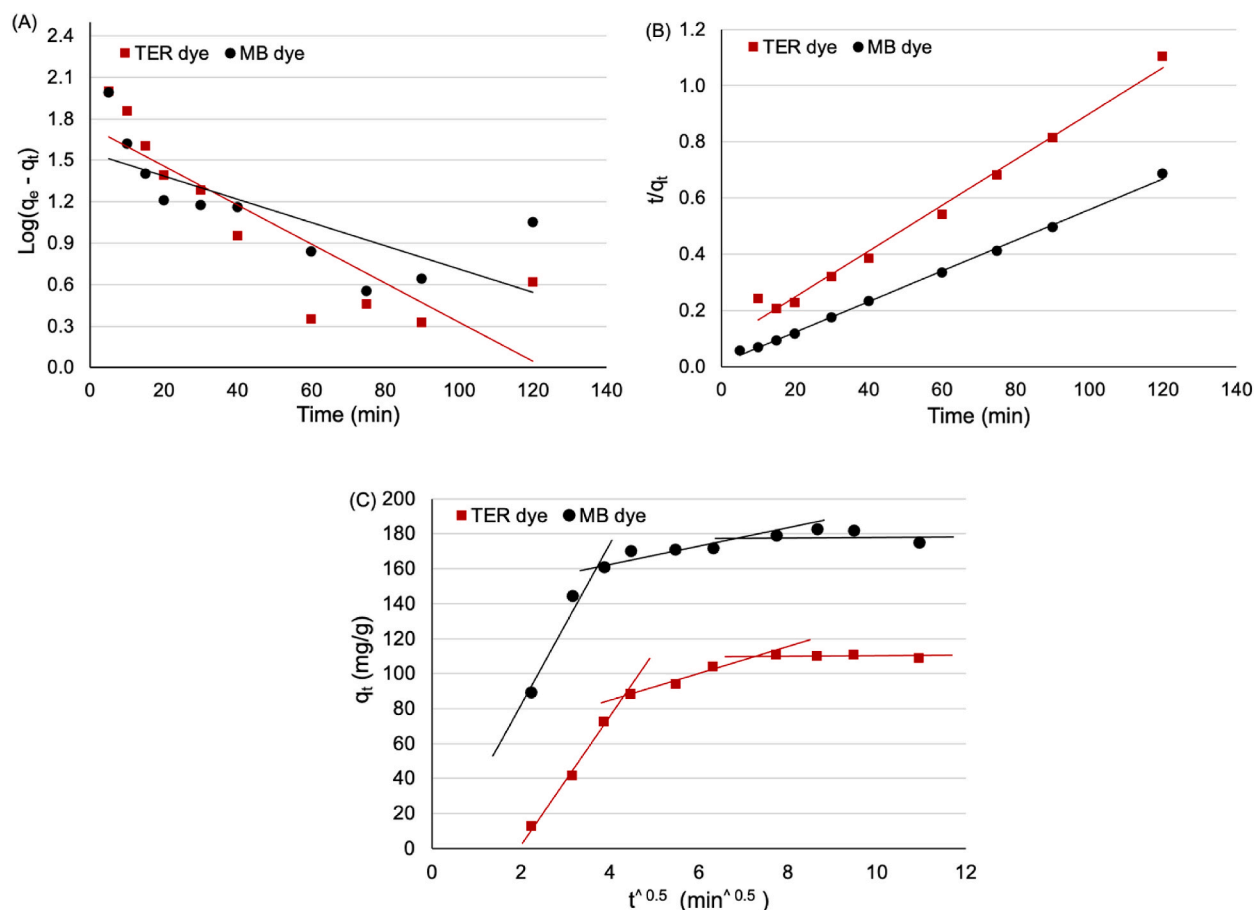 (A)
2.4
2.1
1.8
1.5
1.2
0.9
0.6
0.3
0.0
Log(qₑ - qₜ)
TER dye MB dye
0 20 40 60 80 100 120 140
Time (min)
(B)
1.2
1.0
0.8
0.6
0.4
0.2
0.0
t/qₜ
TER dye MB dye
0 20 40 60 80 100 120 140
Time (min)
(C)
200
180
160
140
120
100
80
60
40
20
0
qₜ (mg/g)
TER dye MB dye
0 2 4 6 8 10 12
t^0.5 (min^0.5)